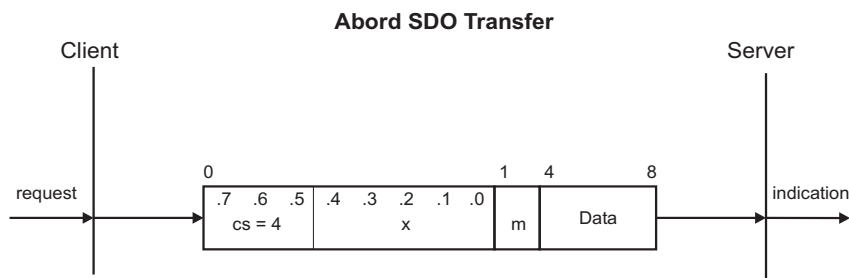 Abord SDO Transfer
Client Server
0 1 4 8
request .7 .6 .5 .4 .3 .2 .1 .0 indication
cs = 4 x m Data